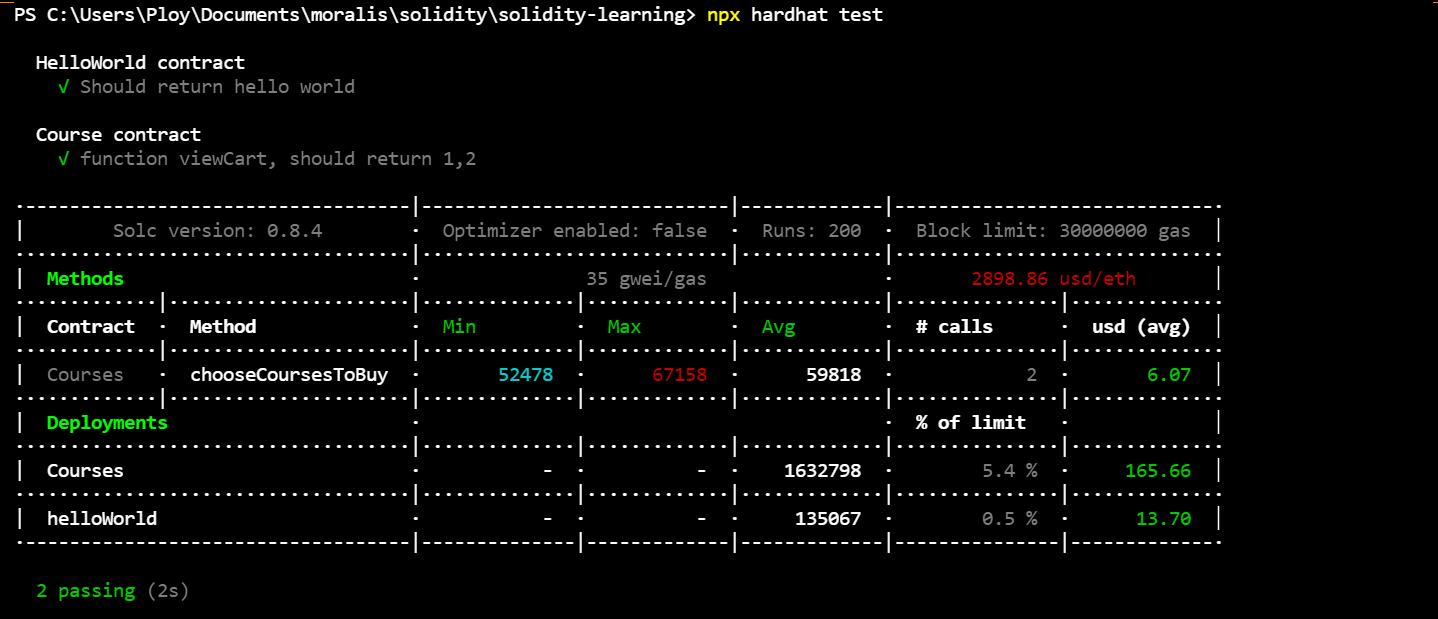 PS C:\Users\Ploy\Documents\moralis\solidity\solidity-learning> npx hardhat test
HelloWorld contract
√ Should return hello world
Course contract
√ function viewCart, should return 1,2
Solc version: 0.8.4 · Optimizer enabled: false · Runs: 200 · Block limit: 30000000 gas
Methods · 35 gwei/gas · 2898.86 usd/eth
Contract · Method · Min · Max · Avg · # calls · usd (avg)
Courses · chooseCoursesToBuy · 52478 · 67158 · 59818 · 2 · 6.07
Deployments · · % of limit ·
Courses · - · - · 1632798 · 5.4 % · 165.66
helloWorld · - · - · 135067 · 0.5 % · 13.70
2 passing (2s)